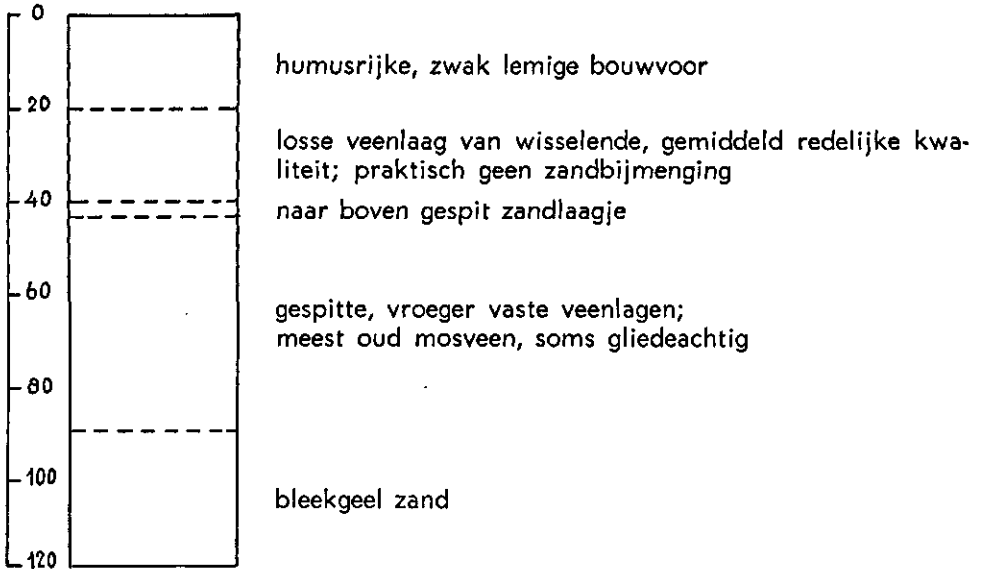 0
humusrijke, zwak lemige bouwvoor
20
losse veenlaag van wisselende, gemiddeld redelijke kwa-
liteit; praktisch geen zandbijmenging
40
naar boven gespit zandlaagje
60
gespitte, vroeger vaste veenlagen;
meest oud mosveen, soms gliedeachtig
80
100
bleekgeel zand
120